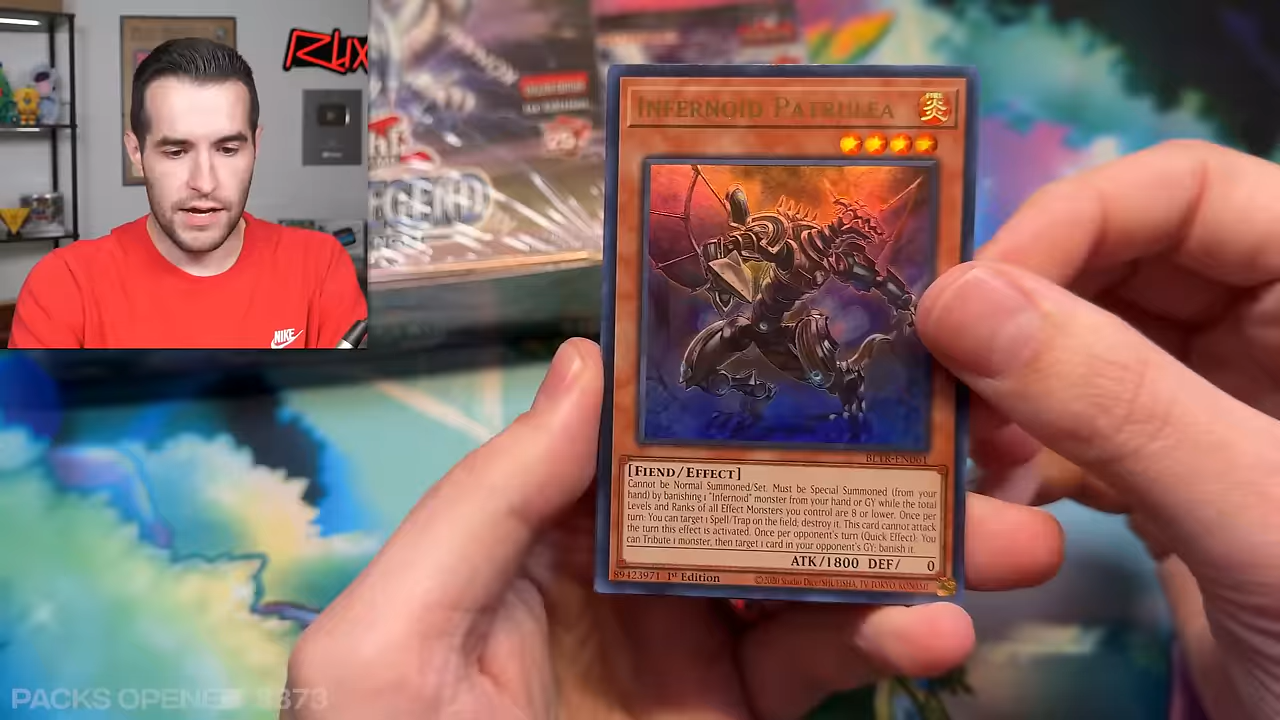 RUX
NIKE
LEGEND
INFERNOID PATRULEA
FIRE
炎
BLVR-EN061
[FIEND/EFFECT]
Cannot be Normal Summoned/Set. Must be Special Summoned (from your
hand) by banishing 1 "Infernoid" monster from your hand or GY while the total
Levels and Ranks of all Effect Monsters you control are 8 or lower. Once per
turn: You can target 1 Spell/Trap on the field; destroy it. This card cannot attack
the turn this effect is activated. Once per opponent's turn (Quick Effect): You
can Tribute 1 monster, then target 1 card in your opponent's GY; banish it.
ATK/1800 DEF/ 0
89423971 1st Edition
©2020 Studio Dice/SHUEISHA, TV TOKYO, KONAMI
PACKS OPENED